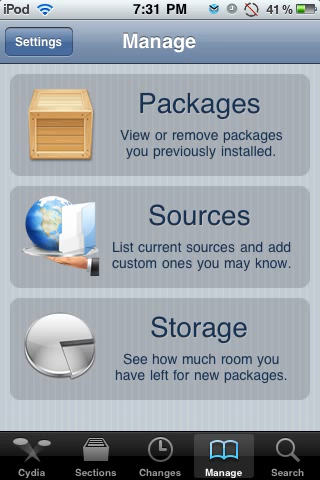 iPod 7:31 PM 41%
Settings Manage
Packages
View or remove packages
you previously installed.
Sources
List current sources and add
custom ones you may know.
Storage
See how much room you
have left for new packages.
Cydia Sections Changes Manage Search